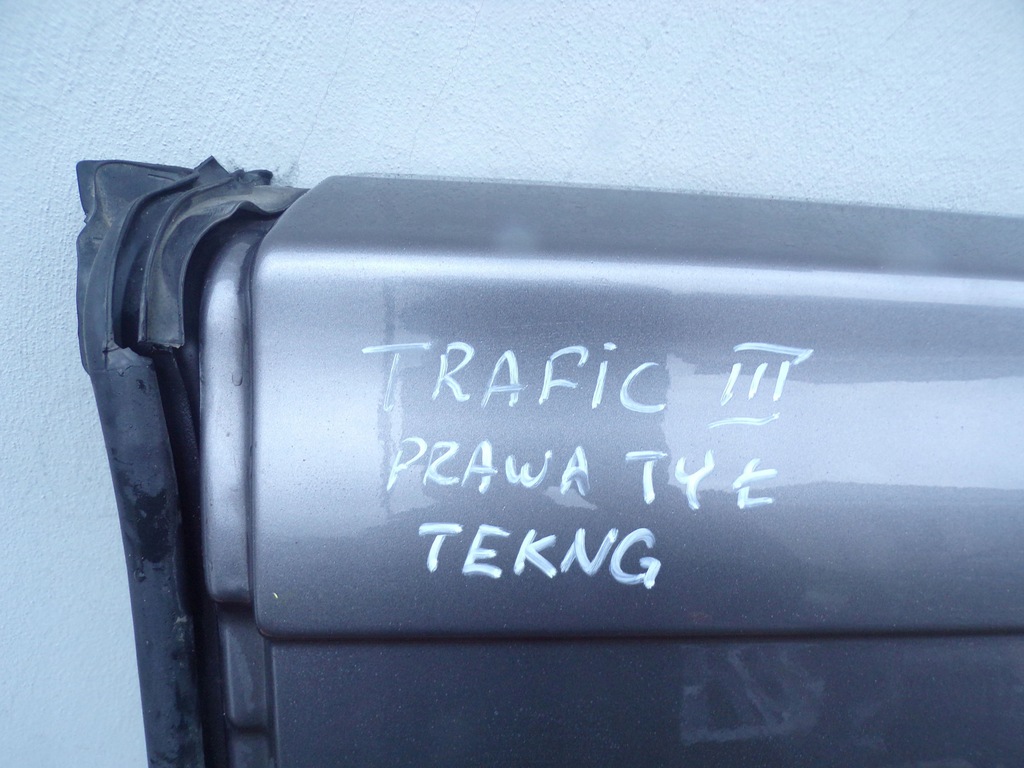 TRAFiC III
PRAWA TYŁ
TEKNG